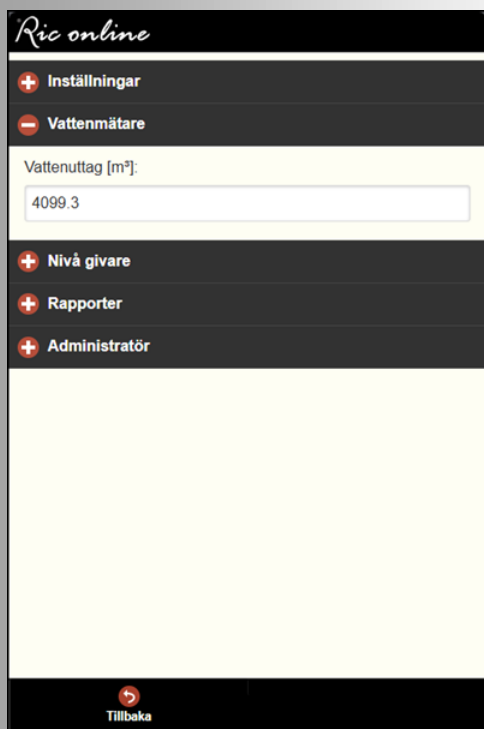 Ric online
Inställningar
Vattenmätare
Vattenuttag [m³]:
4099.3
Nivå givare
Rapporter
Administratör
Tillbaka